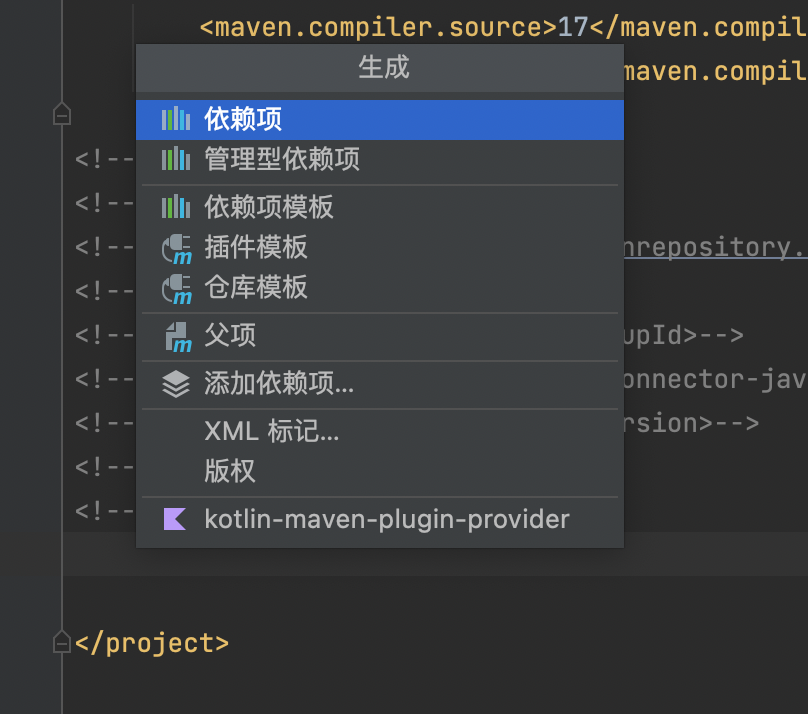 <maven.compiler.source>17</maven.compil
生成
maven.compil
依赖项
<!--
管理型依赖项
<!--
依赖项模板
<!--
插件模板
nrepository.
<!--
仓库模板
<!--
父项
upId>-->
<!--
添加依赖项...
onnector-jav
<!--
XML 标记...
rsion>-->
<!--
版权
<!--
kotlin-maven-plugin-provider
</project>